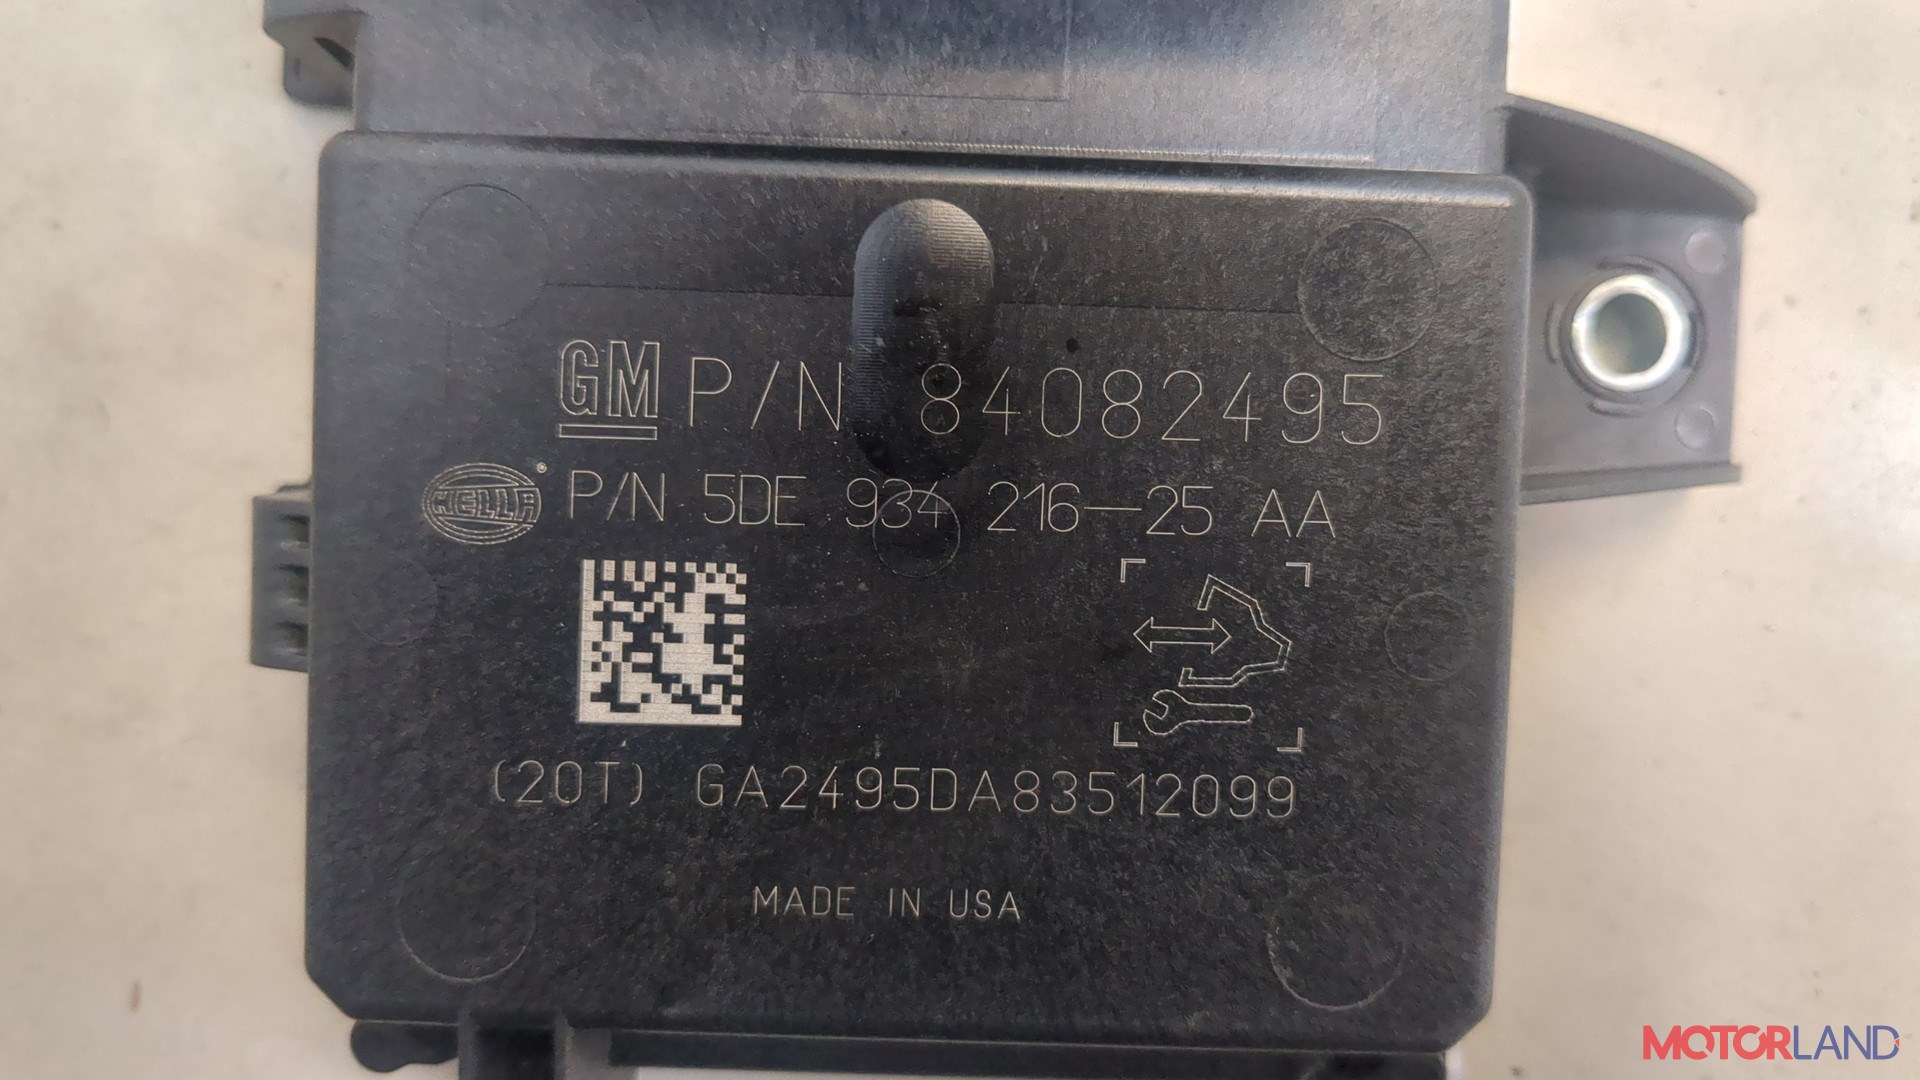 GM P/N 84082495
HELLA P/N 5DE 934 216-25 AA
(20T) GA2495DA83512099
MADE IN USA
MOTORLAND